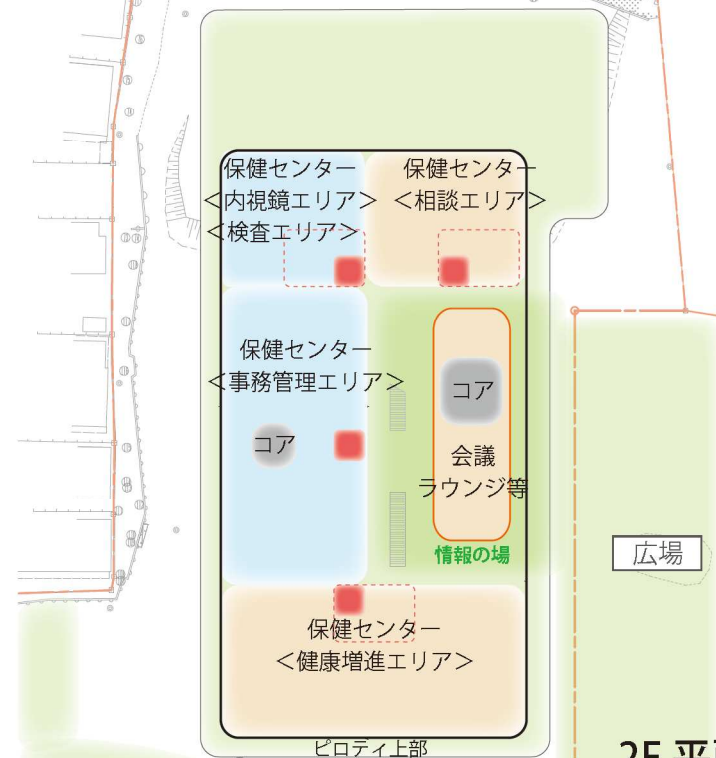 保健センター
＜内視鏡エリア＞
＜検査エリア＞
保健センター
＜相談エリア＞
保健センター
＜事務管理エリア＞
コア
コア
会議
ラウンジ等
情報の場
広場
保健センター
＜健康増進エリア＞
ピロティ上部
2F 平